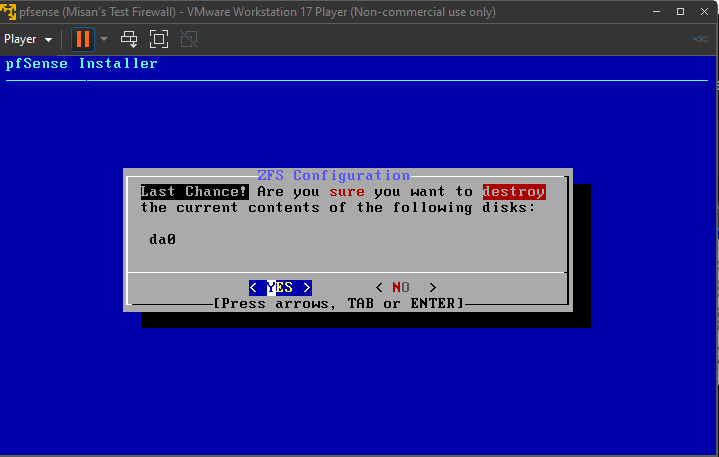 pfsense (Misan's Test Firewall) - VMware Workstation 17 Player (Non-commercial use only)
Player
pfSense Installer
ZFS Configuration
Last Chance! Are you sure you want to destroy
the current contents of the following disks:
da0
< YES > < NO >
[Press arrows, TAB or ENTER]